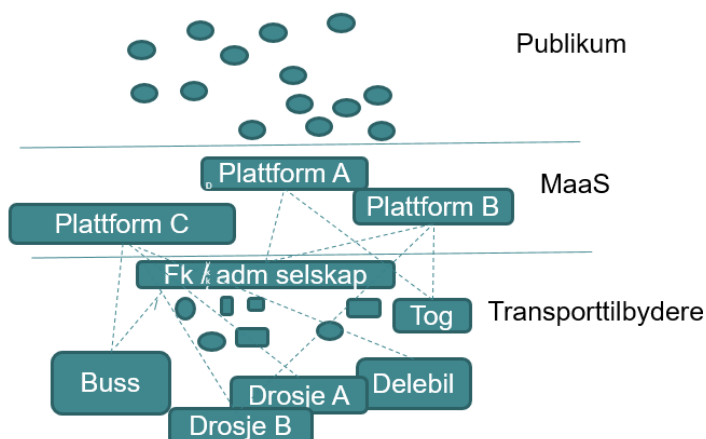 Publikum
Plattform A
MaaS
Plattform B
Plattform C
Fk / adm selskap
Tog
Transporttilbydere
Buss
Drosje A
Delebil
Drosje B